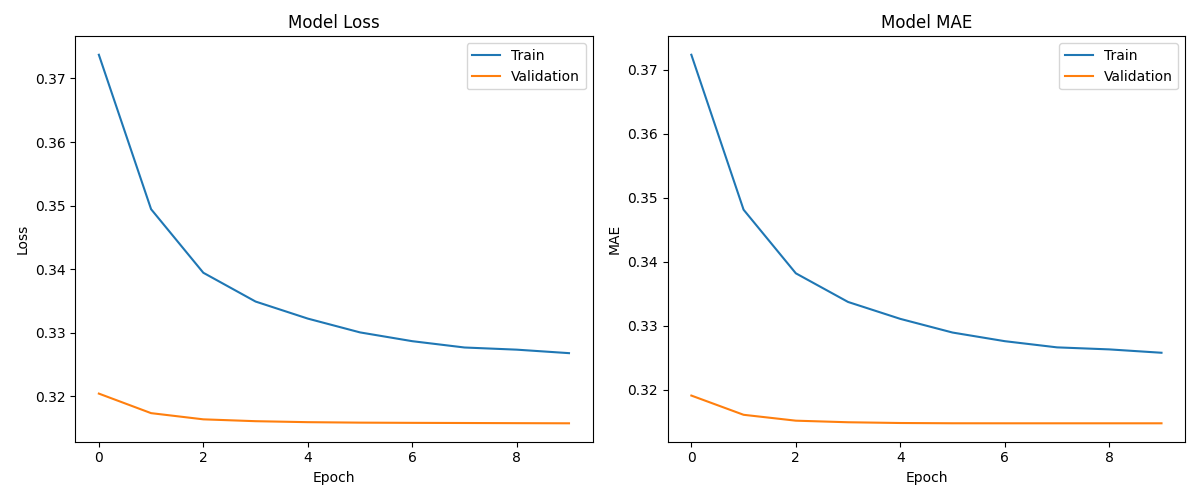 Model Loss
Train
Validation
0.37
0.36
0.35
0.34
0.33
0.32
Loss
0 2 4 6 8
Epoch
Model MAE
Train
Validation
0.37
0.36
0.35
0.34
0.33
0.32
MAE
0 2 4 6 8
Epoch